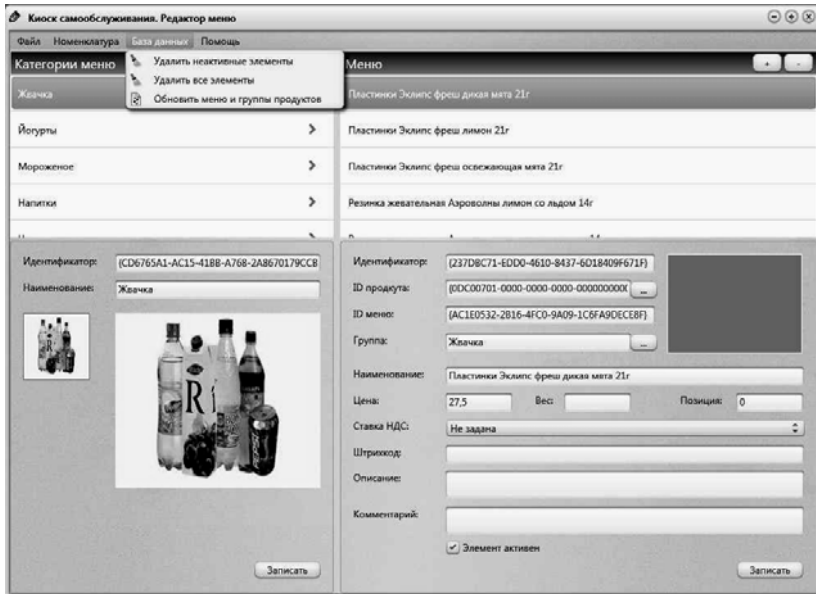 Киоск самообслуживания. Редактор меню
Файл Номенклатура База данных Помощь
Удалить неактивные элементы
Удалить все элементы
Обновить меню и группы продуктов
Категории меню
Меню
+ -
Жвачка
Пластинки Эклипс фреш дикая мята 21г
Йогурты
Пластинки Эклипс фреш лимон 21г
Мороженое
Пластинки Эклипс фреш освежающая мята 21г
Напитки
Резинка жевательная Аэроволны лимон со льдом 14г
Идентификатор: {CD6765A1-AC15-41BB-A768-2A8670179CCB
Наименование: Жвачка
Идентификатор: {237DBC71-EDD0-4610-8437-6D18409F671F}
ID продкута: {0DC00701-0000-0000-0000-000000000( ...
ID меню: {AC1E0532-2816-4FC0-9A09-1C6FA9DECE8F}
Группа: Жвачка ...
Наименование: Пластинки Эклипс фреш дикая мята 21г
Цена: 27,5 Вес: Позиция: 0
Ставка НДС: Не задана
Штрихкод:
Описание:
Комментарий:
Элемент активен
Записать
Записать